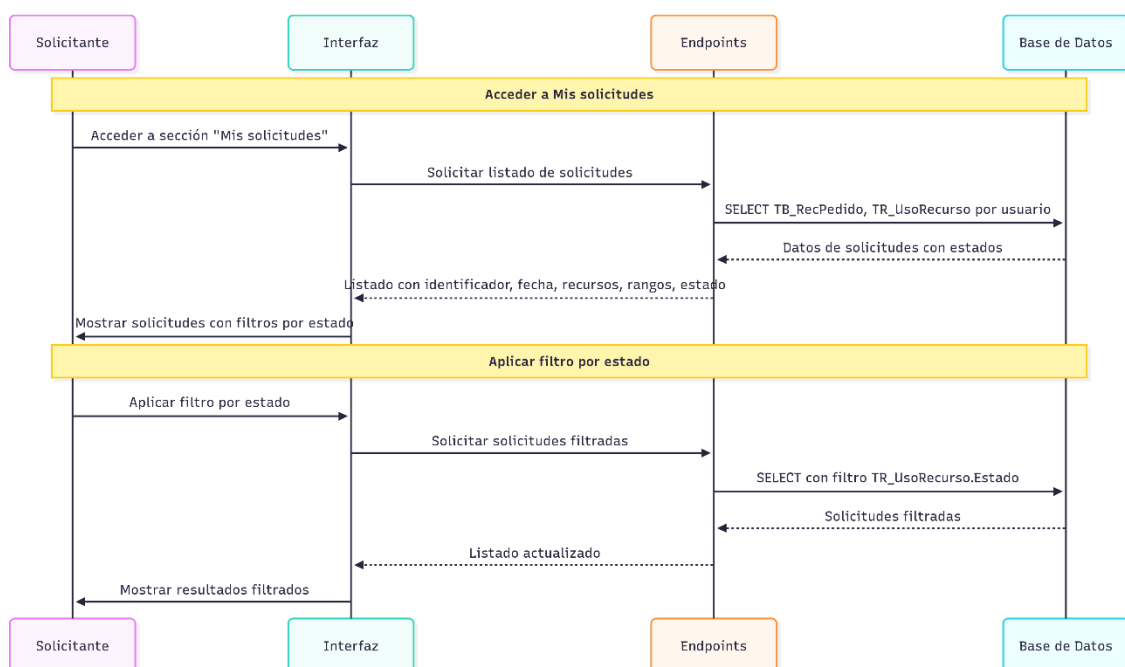 Solicitante
Interfaz
Endpoints
Base de Datos
Acceder a Mis solicitudes
Acceder a sección "Mis solicitudes"
Solicitar listado de solicitudes
SELECT TB_RecPedido, TR_UsoRecurso por usuario
Datos de solicitudes con estados
Listado con identificador, fecha, recursos, rangos, estado
Mostrar solicitudes con filtros por estado
Aplicar filtro por estado
Aplicar filtro por estado
Solicitar solicitudes filtradas
SELECT con filtro TR_UsoRecurso.Estado
Solicitudes filtradas
Listado actualizado
Mostrar resultados filtrados
Solicitante
Interfaz
Endpoints
Base de Datos